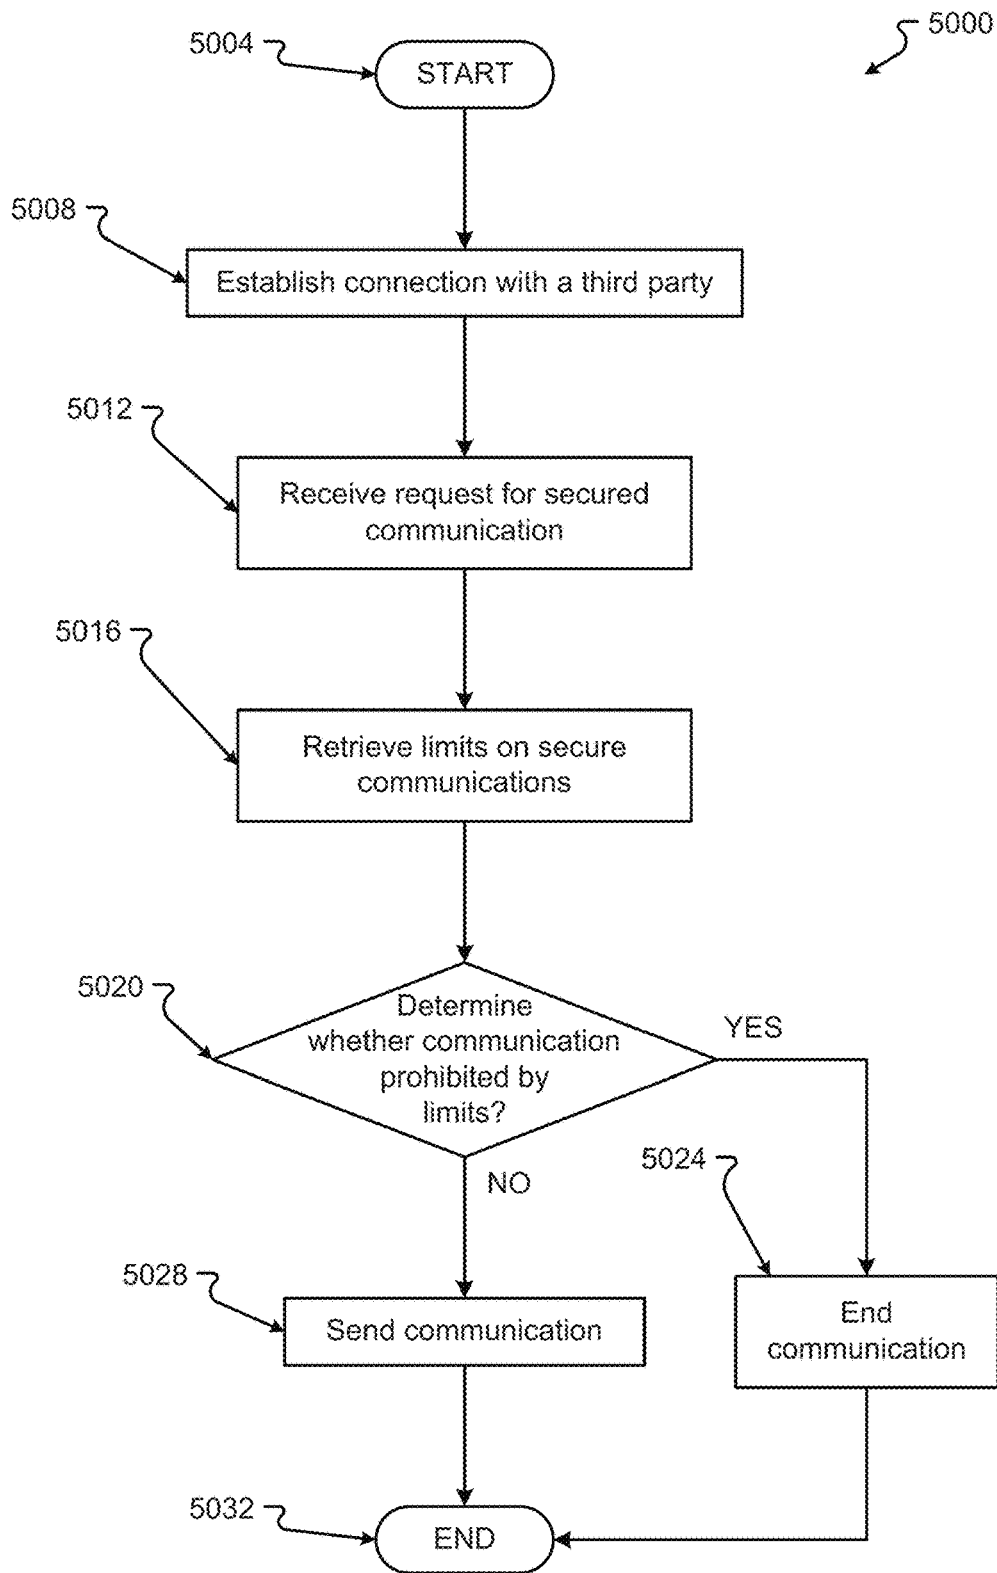 5000
5004
START
5008
Establish connection with a third party
5012
Receive request for secured
communication
5016
Retrieve limits on secure
communications
5020
Determine
whether communication
prohibited by
limits?
YES
NO
5024
End
communication
5028
Send communication
5032
END